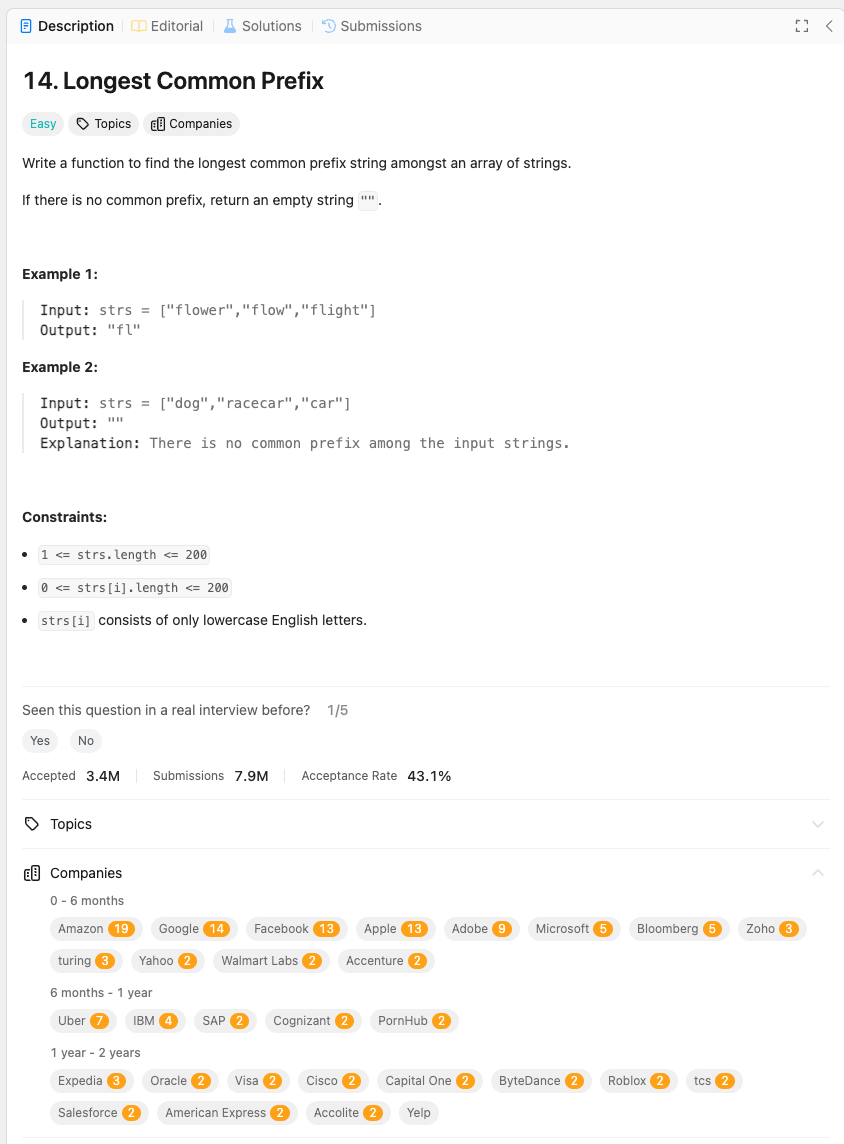 Description Editorial Solutions Submissions
14. Longest Common Prefix
Easy Topics Companies
Write a function to find the longest common prefix string amongst an array of strings.
If there is no common prefix, return an empty string "".
Example 1:
Input: strs = ["flower","flow","flight"]
Output: "fl"
Example 2:
Input: strs = ["dog","racecar","car"]
Output: ""
Explanation: There is no common prefix among the input strings.
Constraints:
• 1 <= strs.length <= 200
• 0 <= strs[i].length <= 200
• strs[i] consists of only lowercase English letters.
Seen this question in a real interview before? 1/5
Yes No
Accepted 3.4M Submissions 7.9M Acceptance Rate 43.1%
Topics
Companies
0 - 6 months
Amazon 19 Google 14 Facebook 13 Apple 13 Adobe 9 Microsoft 5 Bloomberg 5 Zoho 3
turing 3 Yahoo 2 Walmart Labs 2 Accenture 2
6 months - 1 year
Uber 7 IBM 4 SAP 2 Cognizant 2 PornHub 2
1 year - 2 years
Expedia 3 Oracle 2 Visa 2 Cisco 2 Capital One 2 ByteDance 2 Roblox 2 tcs 2
Salesforce 2 American Express 2 Accolite 2 Yelp